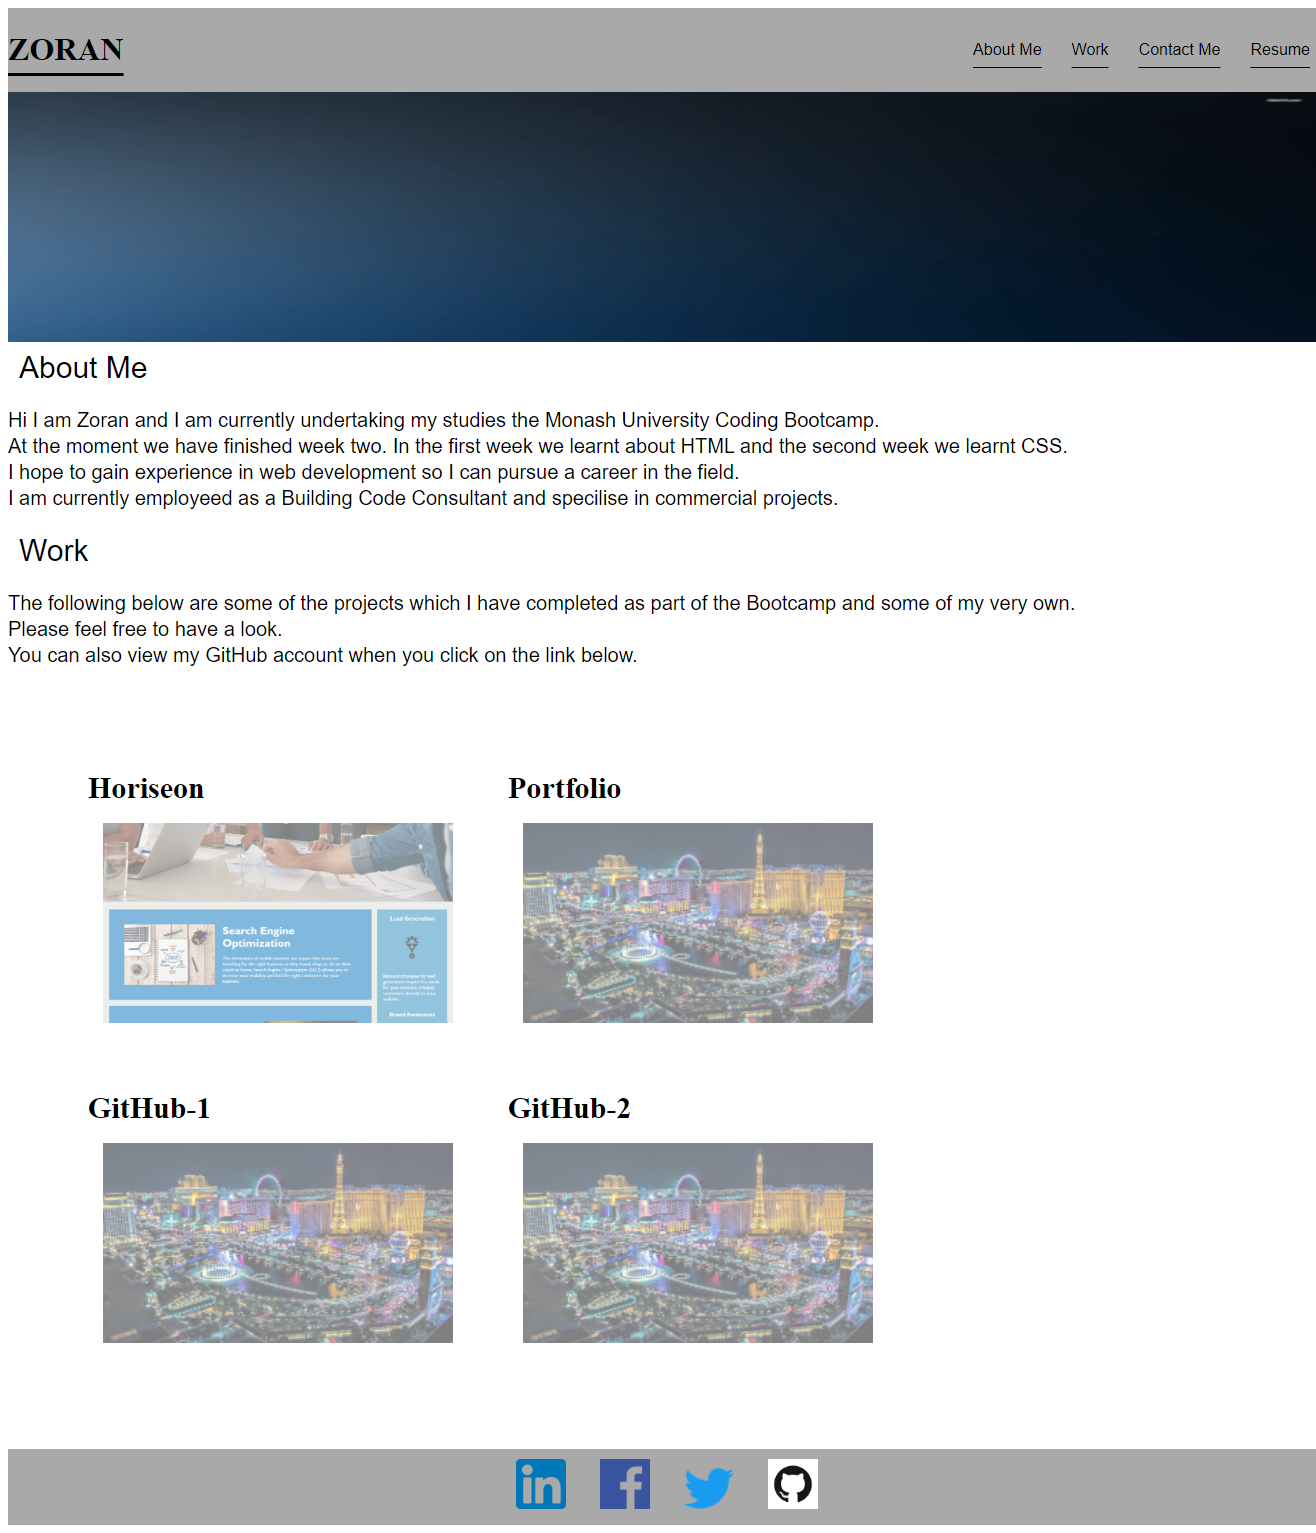 ZORAN
About Me Work Contact Me Resume
About Me
Hi I am Zoran and I am currently undertaking my studies the Monash University Coding Bootcamp.
At the moment we have finished week two. In the first week we learnt about HTML and the second week we learnt CSS.
I hope to gain experience in web development so I can pursue a career in the field.
I am currently employeed as a Building Code Consultant and specilise in commercial projects.
Work
The following below are some of the projects which I have completed as part of the Bootcamp and some of my very own.
Please feel free to have a look.
You can also view my GitHub account when you click on the link below.
Horiseon
Portfolio
Lead Generation
Search Engine
Optimization
Brand Awareness
GitHub-1
GitHub-2
in
f